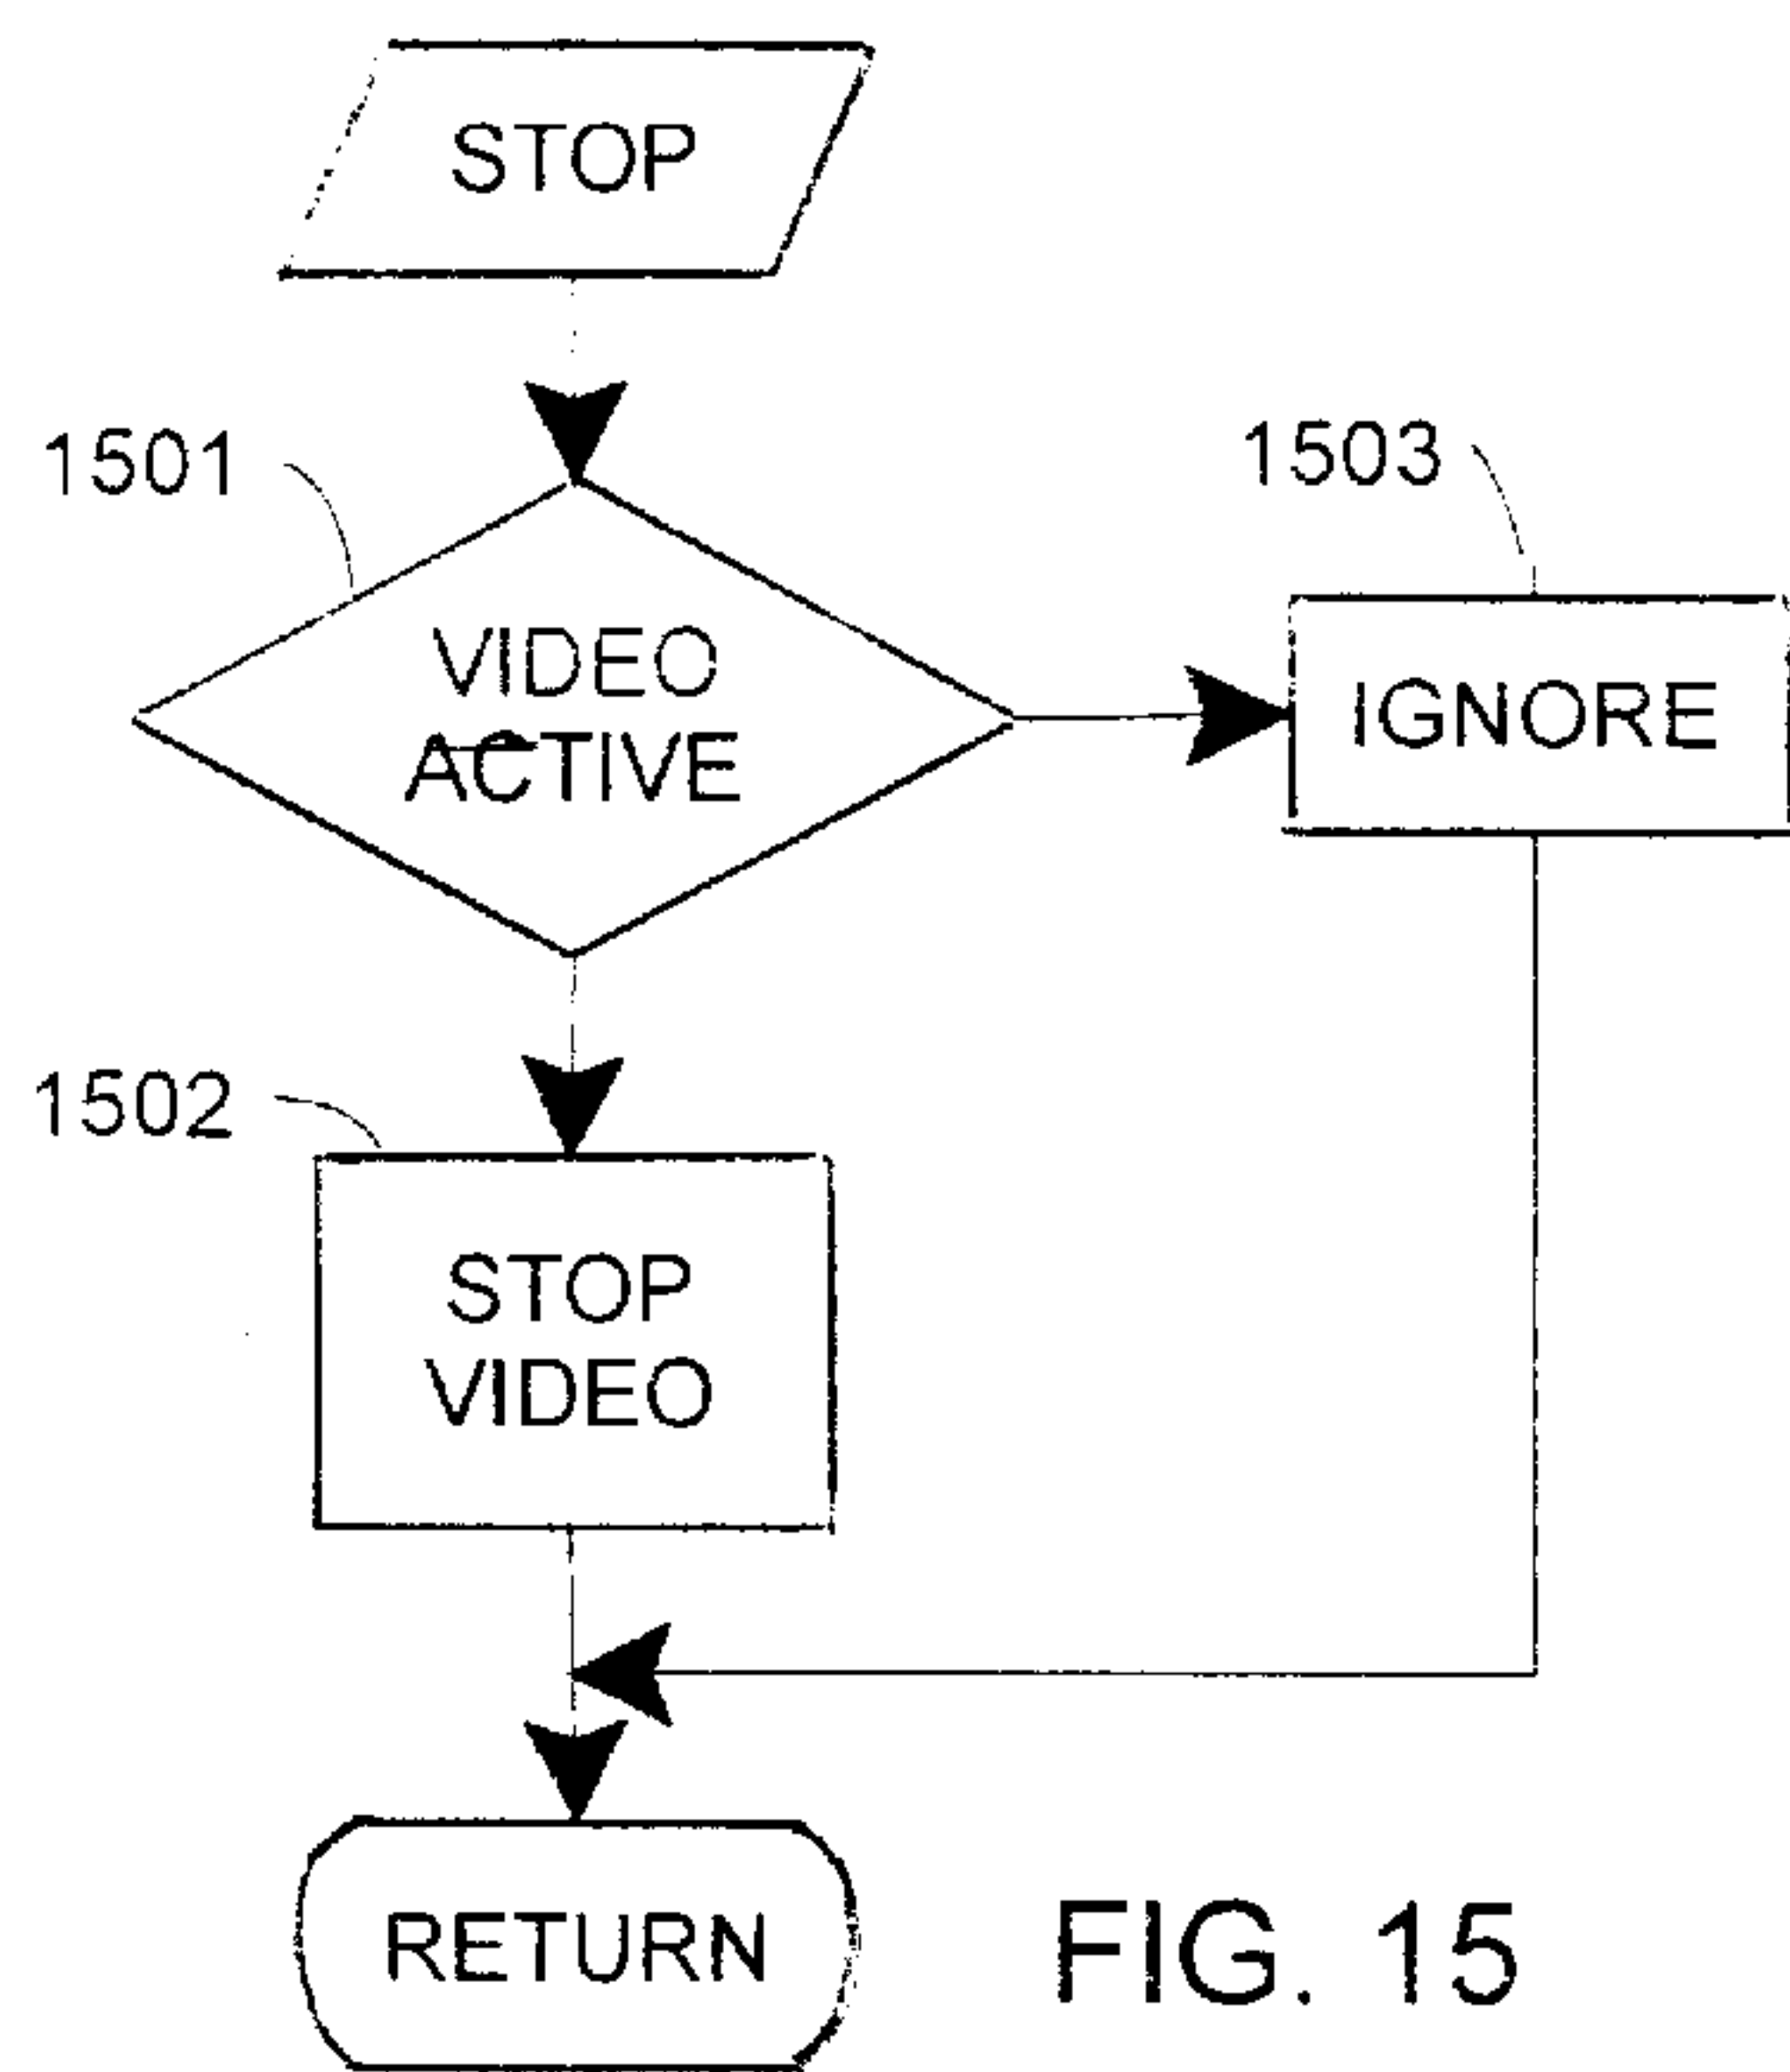 STOP
1501
1503
VIDEO
ACTIVE
IGNORE
1502
STOP
VIDEO
RETURN
FIG. 15